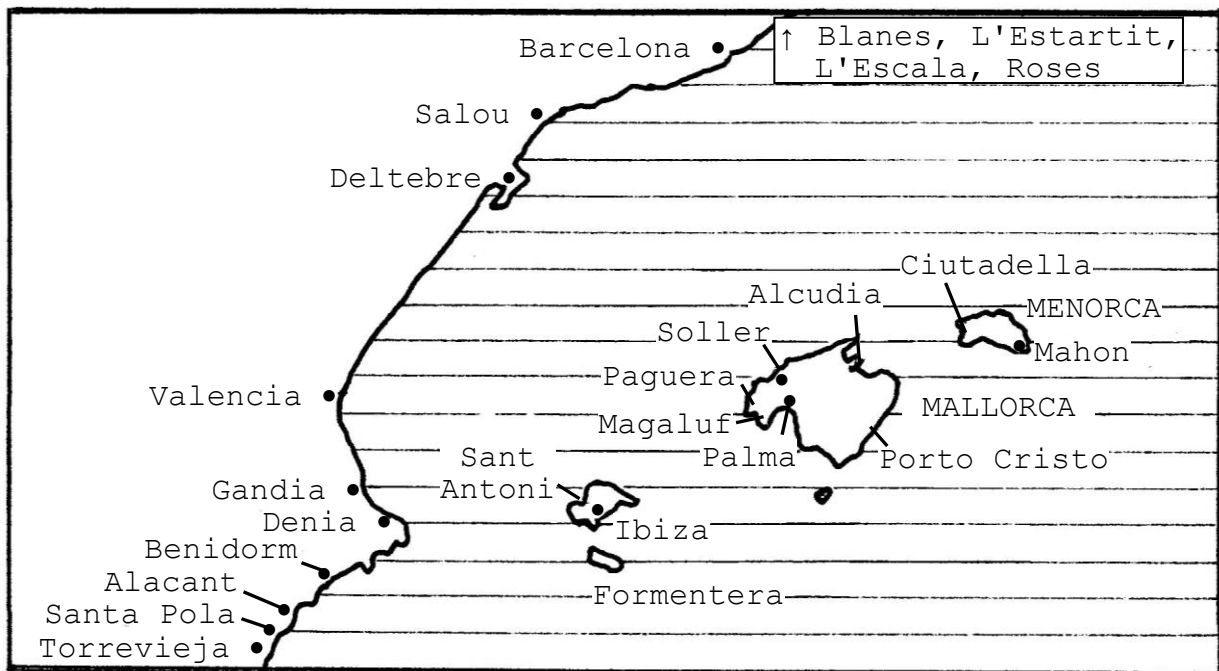 Barcelona
↑ Blanes, L'Estartit,
L'Escala, Roses
Salou
Deltebre
Ciutadella
Alcudia
MENORCA
Soller
Mahon
Paguera
Valencia
MALLORCA
Magaluf
Palma
Porto Cristo
Sant
Antoni
Gandia
Denia
Ibiza
Benidorm
Alacant
Formentera
Santa Pola
Torrevieja